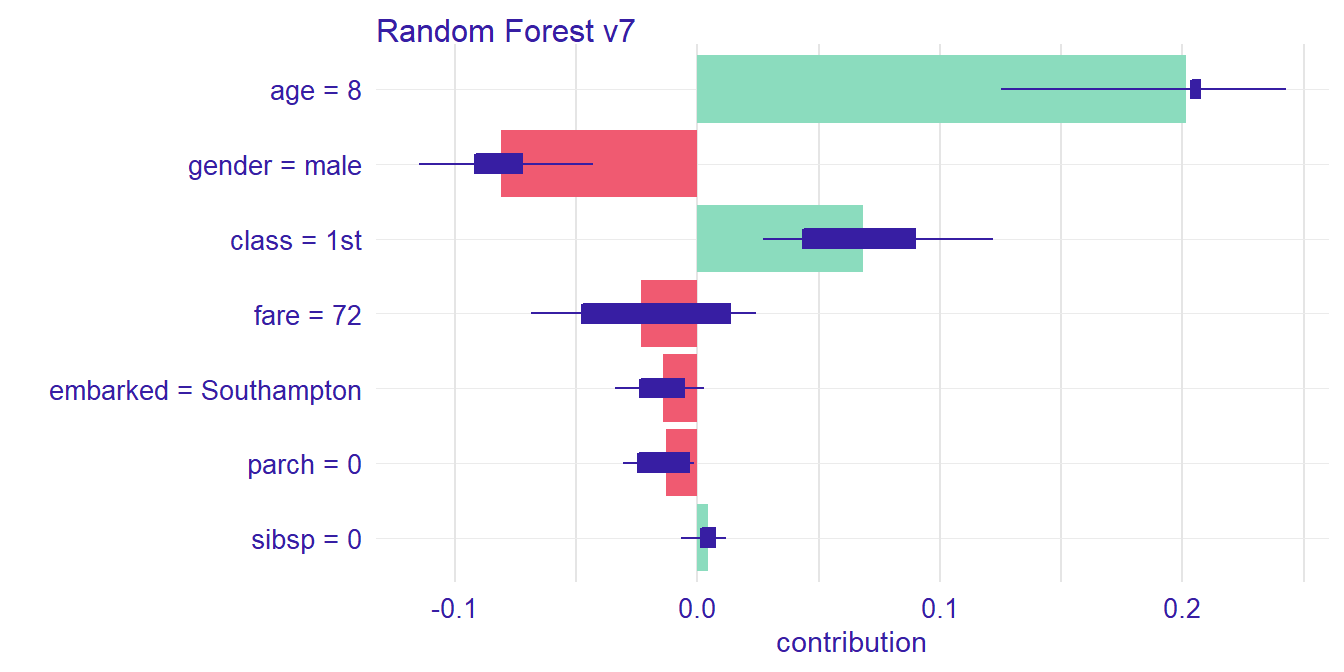 Random Forest v7
age = 8
gender = male
class = 1st
fare = 72
embarked = Southampton
parch = 0
sibsp = 0
-0.1 0.0 0.1 0.2
contribution